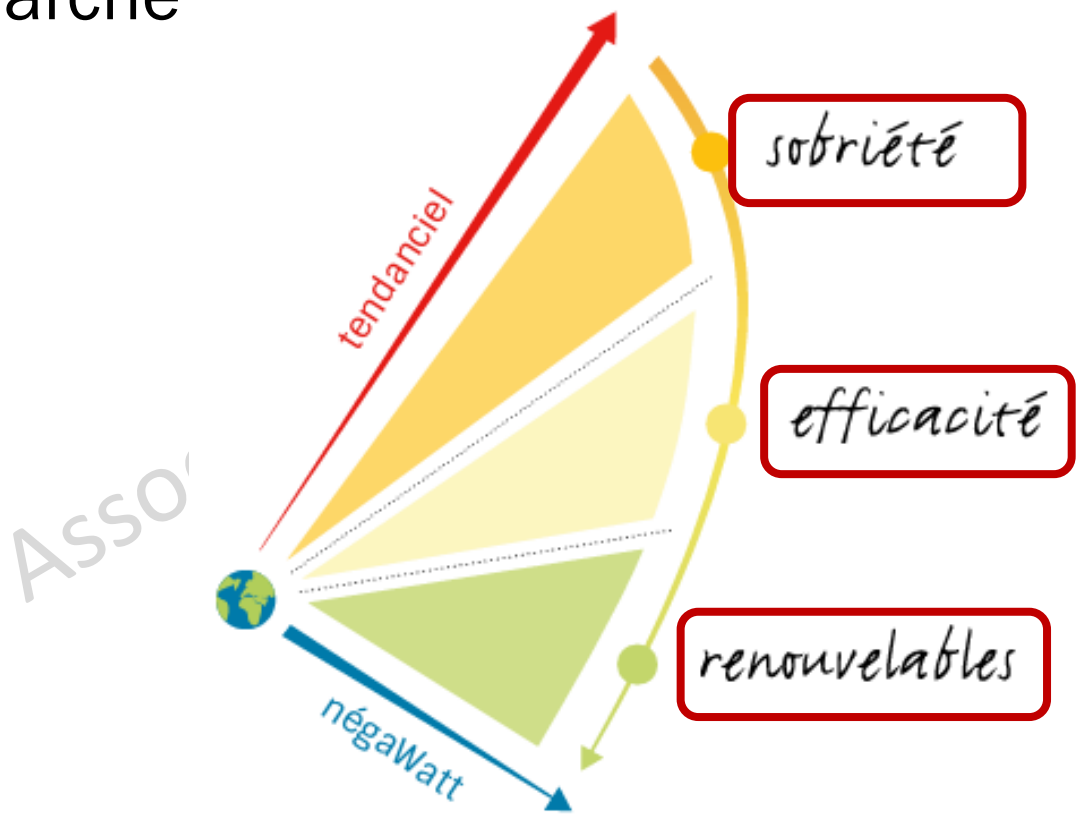 arche
tendanciel
sobriété
efficacité
Asso
renouvelables
négaWatt